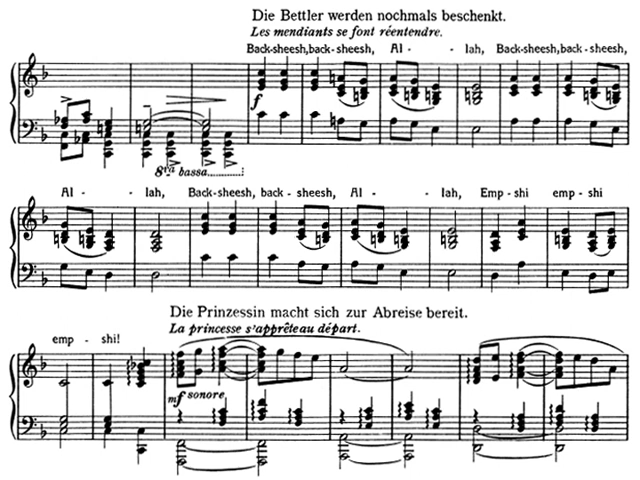 Die Bettler werden nochmals beschenkt.
Les mendiants se font réentendre.
Back-sheesh, back-sheesh, Al - lah, Back-sheesh, back-sheesh,
f
8va bassa
Al - lah, Back-sheesh, back-sheesh, Al - lah, Emp-shi emp-shi
Die Prinzessin macht sich zur Abreise bereit.
La princesse s'apprête au départ.
emp - shi!
mf sonore